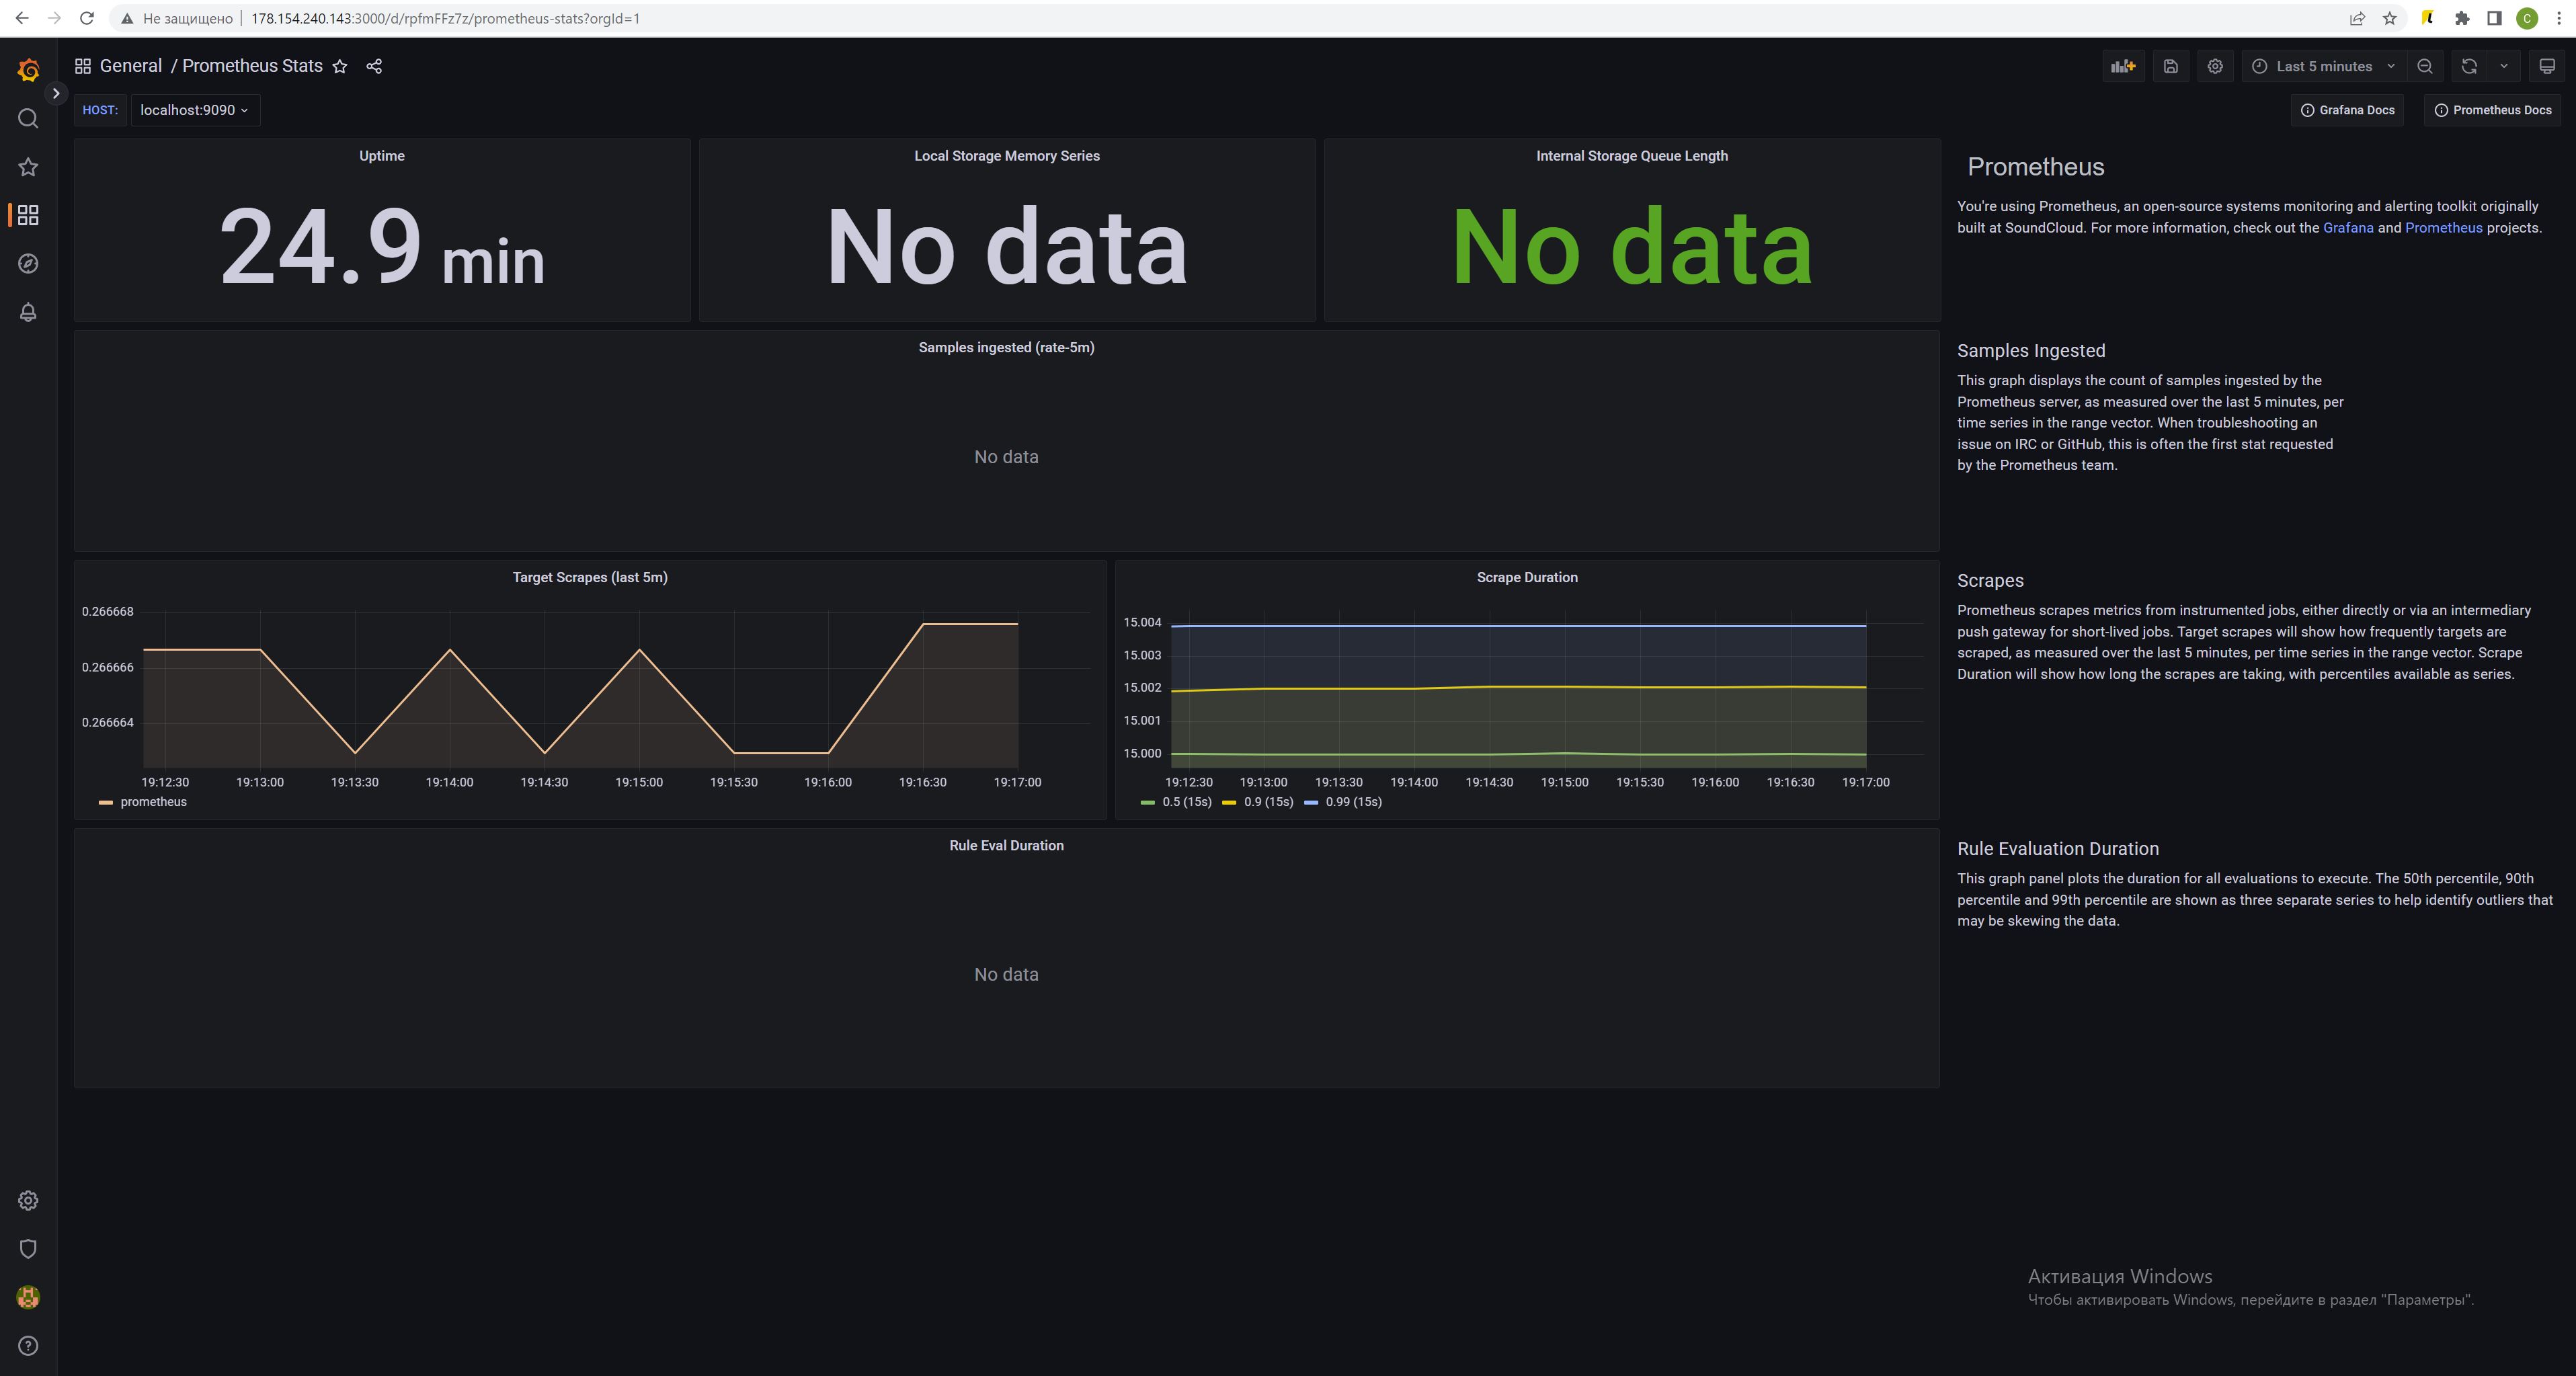 Не защищено 178.154.240.143:3000/d/rpfmFFz7z/prometheus-stats?orgId=1
C
General / Prometheus Stats
Last 5 minutes
HOST: localhost:9090
Grafana Docs
Prometheus Docs
Uptime
24.9 min
Local Storage Memory Series
No data
Internal Storage Queue Length
No data
Prometheus
You're using Prometheus, an open-source systems monitoring and alerting toolkit originally
built at SoundCloud. For more information, check out the Grafana and Prometheus projects.
Samples ingested (rate-5m)
No data
Samples Ingested
This graph displays the count of samples ingested by the
Prometheus server, as measured over the last 5 minutes, per
time series in the range vector. When troubleshooting an
issue on IRC or GitHub, this is often the first stat requested
by the Prometheus team.
Target Scrapes (last 5m)
0.266668
0.266666
0.266664
19:12:30 19:13:00 19:13:30 19:14:00 19:14:30 19:15:00 19:15:30 19:16:00 19:16:30 19:17:00
prometheus
Scrape Duration
15.004
15.003
15.002
15.001
15.000
19:12:30 19:13:00 19:13:30 19:14:00 19:14:30 19:15:00 19:15:30 19:16:00 19:16:30 19:17:00
0.5 (15s) 0.9 (15s) 0.99 (15s)
Scrapes
Prometheus scrapes metrics from instrumented jobs, either directly or via an intermediary
push gateway for short-lived jobs. Target scrapes will show how frequently targets are
scraped, as measured over the last 5 minutes, per time series in the range vector. Scrape
Duration will show how long the scrapes are taking, with percentiles available as series.
Rule Eval Duration
No data
Rule Evaluation Duration
This graph panel plots the duration for all evaluations to execute. The 50th percentile, 90th
percentile and 99th percentile are shown as three separate series to help identify outliers that
may be skewing the data.
Активация Windows
Чтобы активировать Windows, перейдите в раздел "Параметры".